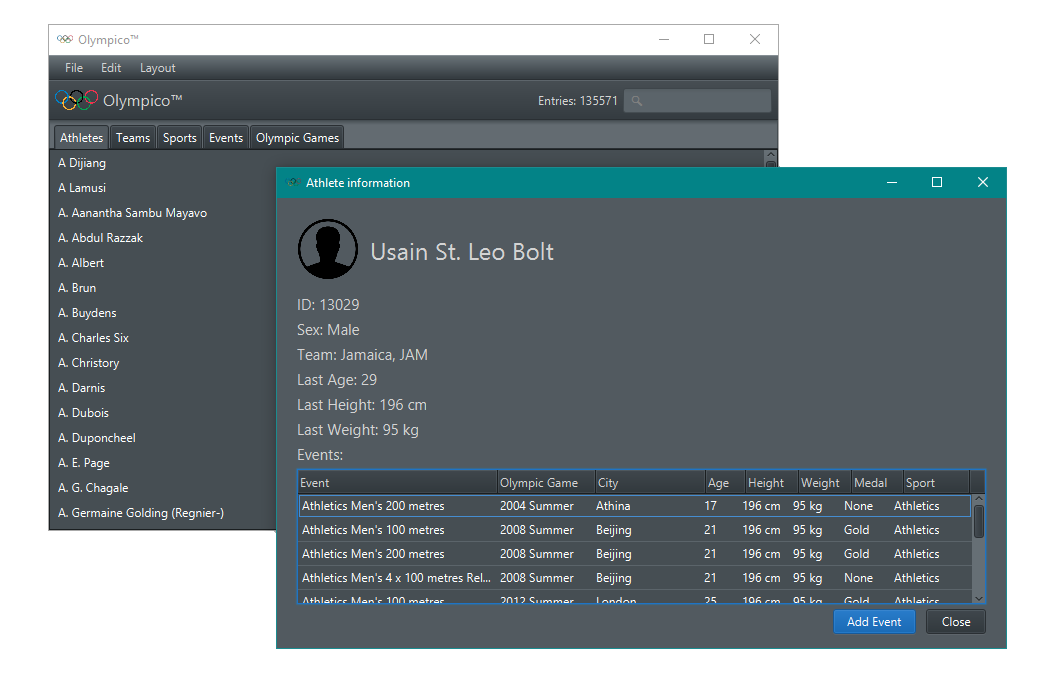 Olympico™
File Edit Layout
Olympico™ Entries: 135571
Athletes Teams Sports Events Olympic Games
A Dijiang
A Lamusi
A. Aanantha Sambu Mayavo
A. Abdul Razzak
A. Albert
A. Brun
A. Buydens
A. Charles Six
A. Christory
A. Darnis
A. Dubois
A. Duponcheel
A. E. Page
A. G. Chagale
A. Germaine Golding (Regnier-)
Athlete information
Usain St. Leo Bolt
ID: 13029
Sex: Male
Team: Jamaica, JAM
Last Age: 29
Last Height: 196 cm
Last Weight: 95 kg
Events:
Event Olympic Game City Age Height Weight Medal Sport
Athletics Men's 200 metres 2004 Summer Athina 17 196 cm 95 kg None Athletics
Athletics Men's 100 metres 2008 Summer Beijing 21 196 cm 95 kg Gold Athletics
Athletics Men's 200 metres 2008 Summer Beijing 21 196 cm 95 kg Gold Athletics
Athletics Men's 4 x 100 metres Rel... 2008 Summer Beijing 21 196 cm 95 kg None Athletics
Athletics Men's 100 metres 2012 Summer London 25 196 cm 95 kg Gold Athletics
Add Event Close